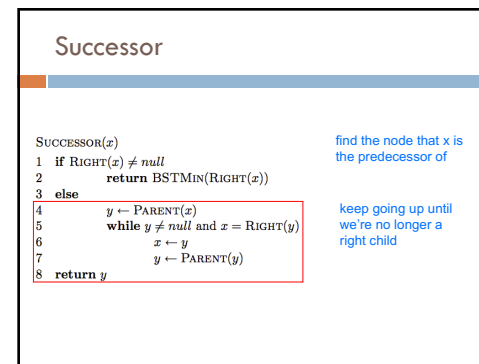 Successor
SUCCESSOR(x)
1 if RIGHT(x) ≠ null
2 return BSTMIN(RIGHT(x))
3 else
4 y ← PARENT(x)
5 while y ≠ null and x = RIGHT(y)
6 x ← y
7 y ← PARENT(y)
8 return y
find the node that x is
the predecessor of
keep going up until
we're no longer a
right child